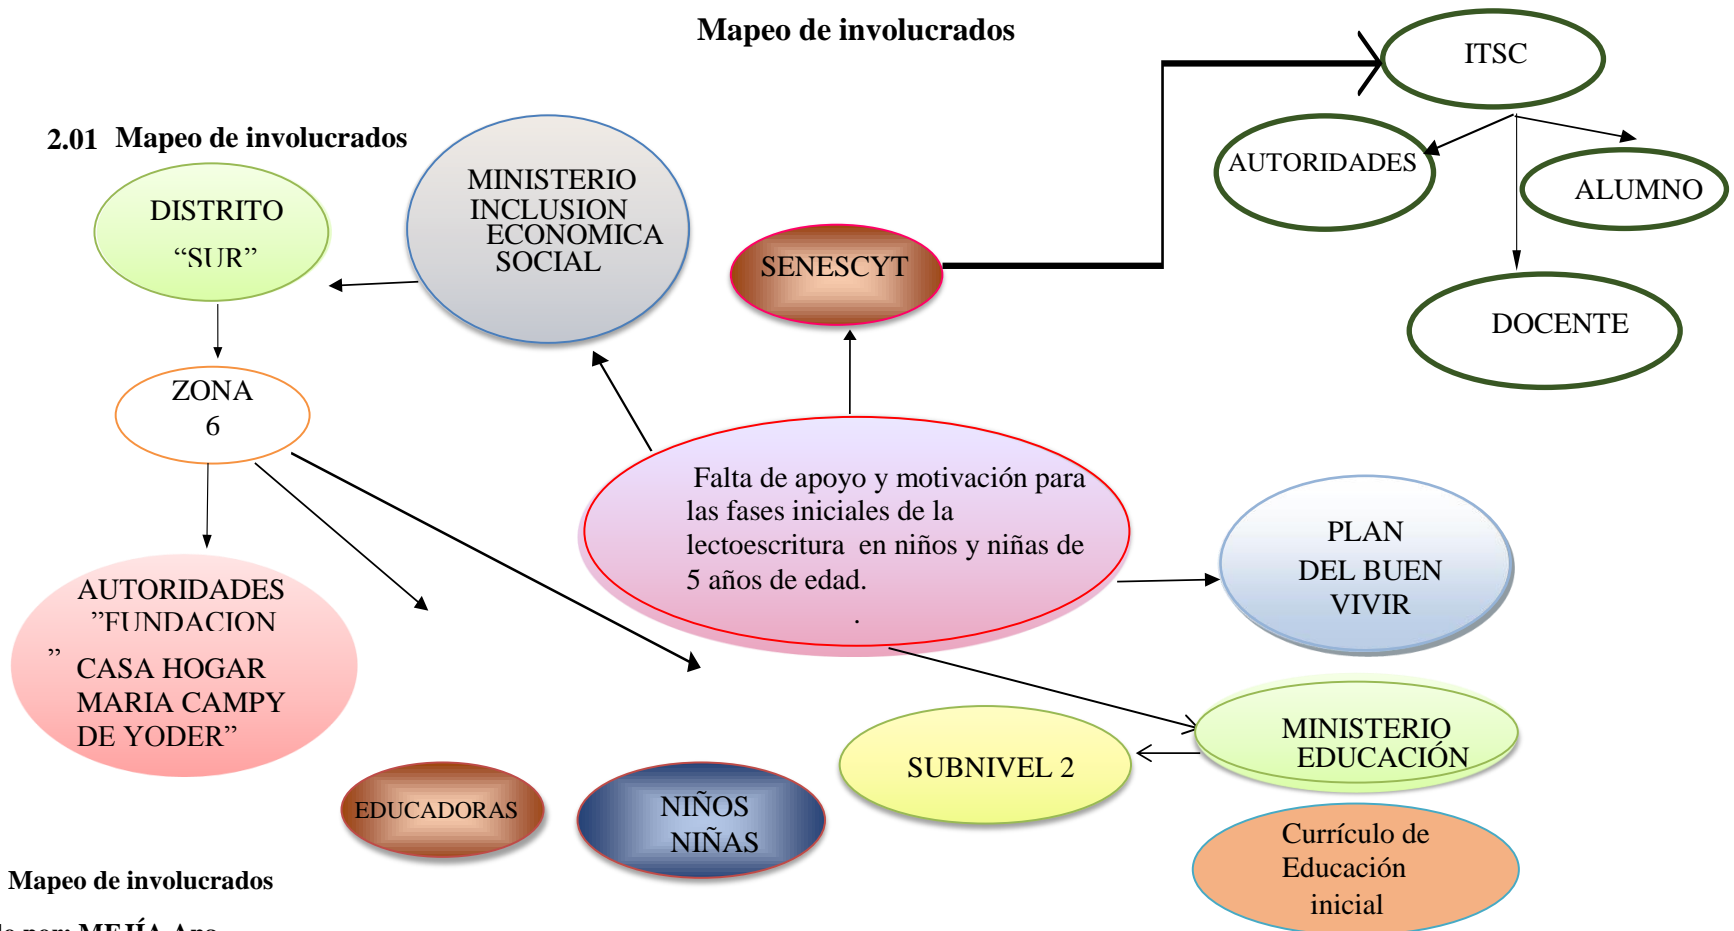 Mapeo de involucrados
ITSC
2.01 Mapeo de involucrados
AUTORIDADES
ALUMNO
MINISTERIO
INCLUSION
ECONOMICA
SOCIAL
DISTRITO
“SUR”
SENESCYT
DOCENTE
ZONA
6
Falta de apoyo y motivación para
las fases iniciales de la
lectoescritura en niños y niñas de
5 años de edad.
.
PLAN
DEL BUEN
VIVIR
AUTORIDADES
”FUNDACION
”
CASA HOGAR
MARIA CAMPY
DE YODER”
MINISTERIO
EDUCACIÓN
SUBNIVEL 2
EDUCADORAS
NIÑOS
NIÑAS
Currículo de
Educación
inicial
Mapeo de involucrados
por: MEJÍA Ana